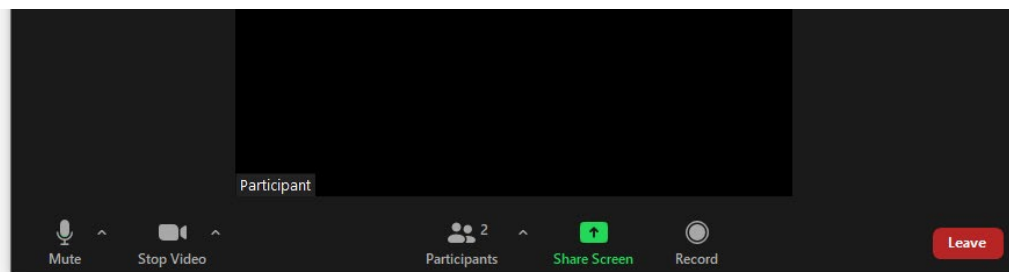 Participant
2
Mute
Stop Video
Participants
Share Screen
Record
Leave